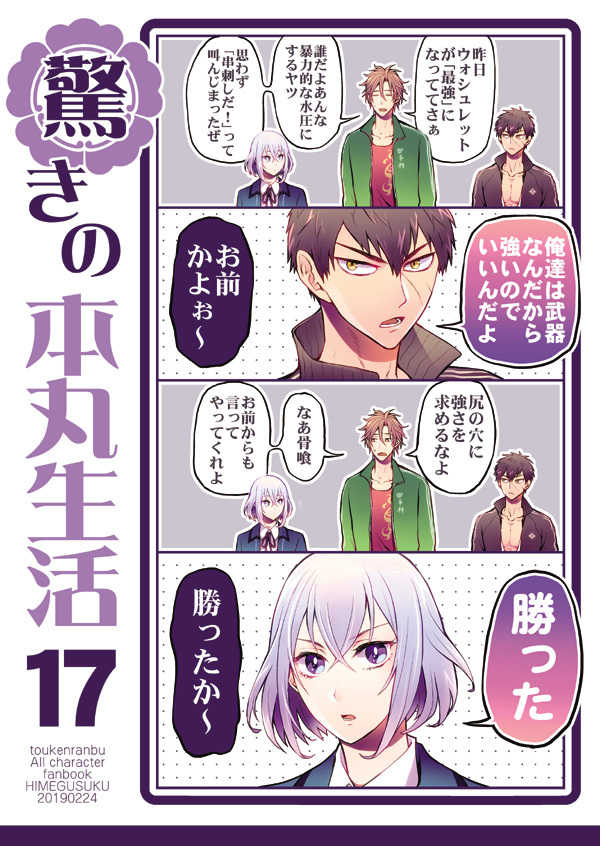 驚きの
本丸生活
17
toukenranbu
All character
fanbook
HIMEGUSUKU
20190224
昨日
ウォシュレット
が「最強」に
なっててさぁ
誰だよあんな
暴力的な水圧に
するヤツ
思わず
「串刺しだ!」って
叫んじまったぜ
俺達は武器
なんだから
強いので
いいんだよ
お前
かよぉ〜
尻の穴に
強さを
求めるなよ
なあ骨喰
お前からも
言って
やってくれよ
勝った
勝ったか〜